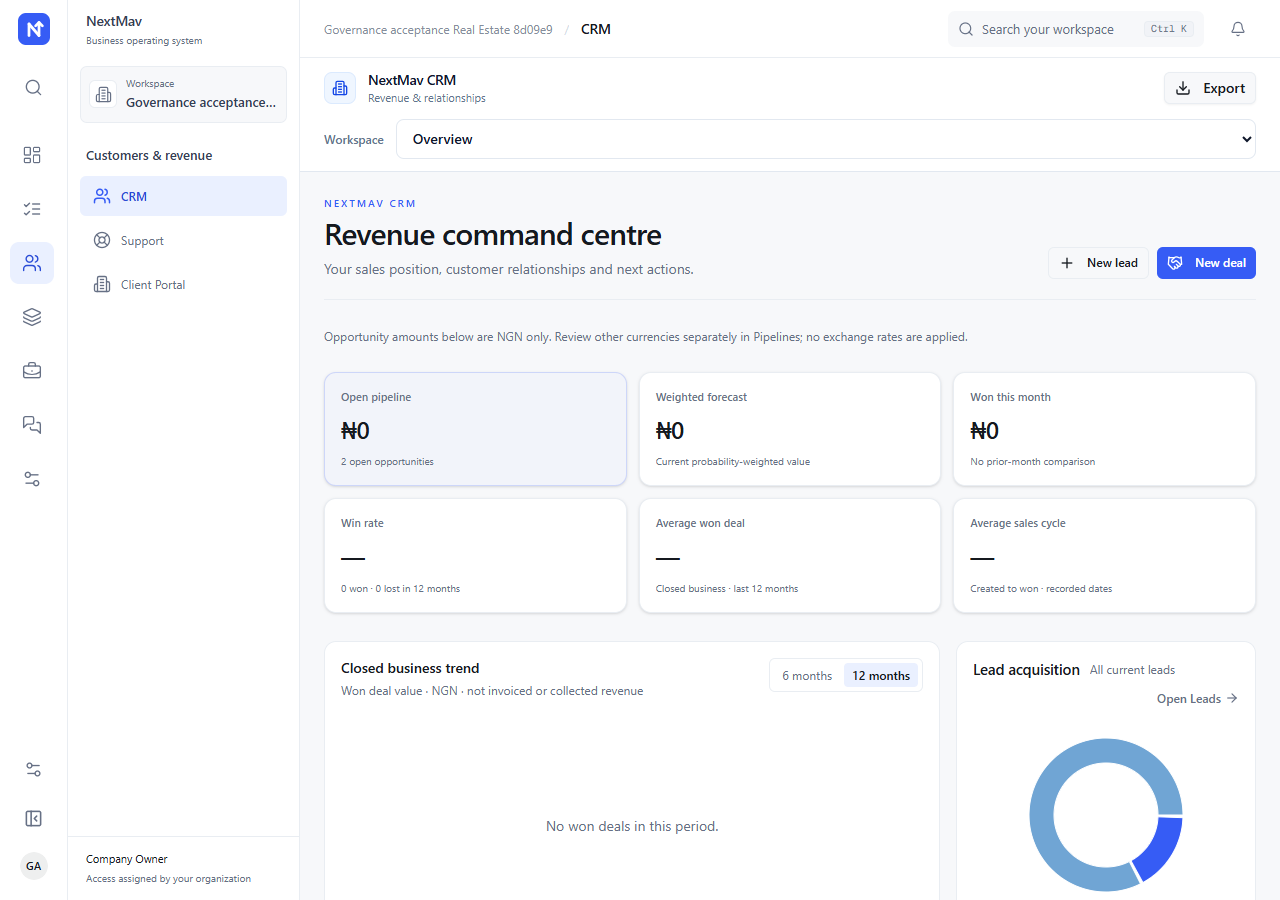 NextMav
Business operating system
Workspace
Governance acceptance...
Customers & revenue
CRM
Support
Client Portal
Company Owner
Access assigned by your organization
GA
Governance acceptance Real Estate 8d09e9 / CRM
Search your workspace Ctrl K
NextMav CRM
Revenue & relationships
Export
Workspace Overview
NEXTMAV CRM
Revenue command centre
Your sales position, customer relationships and next actions.
New lead
New deal
Opportunity amounts below are NGN only. Review other currencies separately in Pipelines; no exchange rates are applied.
Open pipeline
₦0
2 open opportunities
Weighted forecast
₦0
Current probability-weighted value
Won this month
₦0
No prior-month comparison
Win rate
—
0 won · 0 lost in 12 months
Average won deal
—
Closed business · last 12 months
Average sales cycle
—
Created to won · recorded dates
Closed business trend
Won deal value · NGN · not invoiced or collected revenue
6 months 12 months
No won deals in this period.
Lead acquisition All current leads
Open Leads →